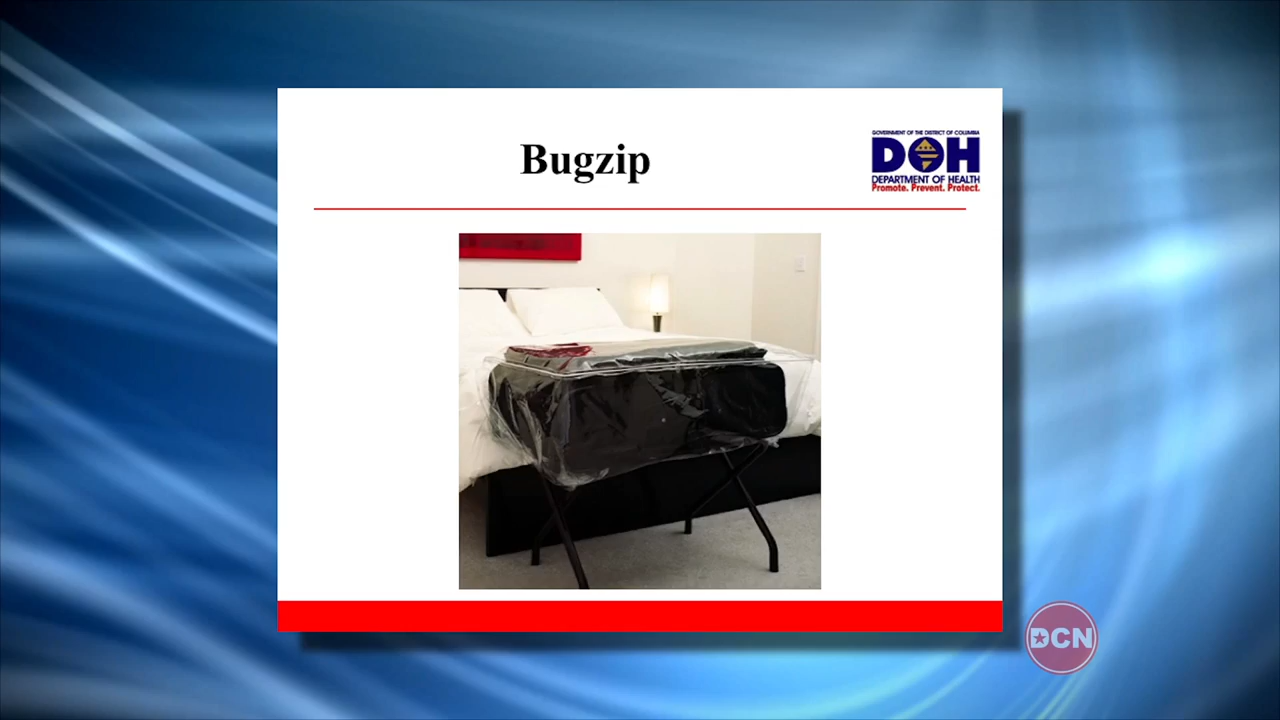 Bugzip
GOVERNMENT OF THE DISTRICT OF COLUMBIA
DOH
DEPARTMENT OF HEALTH
Promote. Prevent. Protect.
DCN